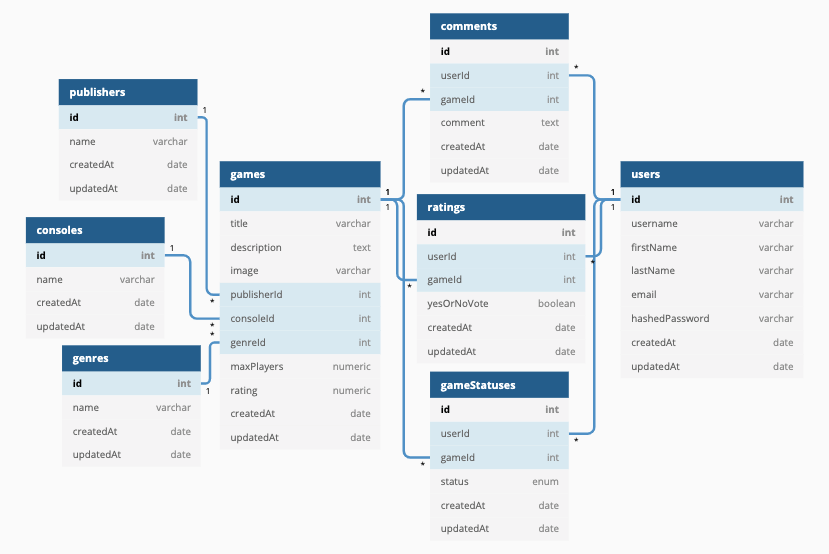 comments
id int
userId int
gameId int
comment text
createdAt date
updatedAt date
publishers
id int
name varchar
createdAt date
updatedAt date
games
id int
title varchar
description text
image varchar
publisherId int
consoleId int
genreId int
maxPlayers numeric
rating numeric
createdAt date
updatedAt date
users
id int
username varchar
firstName varchar
lastName varchar
email varchar
hashedPassword varchar
createdAt date
updatedAt date
ratings
id int
userId int
gameId int
yesOrNoVote boolean
createdAt date
updatedAt date
consoles
id int
name varchar
createdAt date
updatedAt date
genres
id int
name varchar
createdAt date
updatedAt date
gameStatuses
id int
userId int
gameId int
status enum
createdAt date
updatedAt date
1
*
1
*
*
1
1
1
*
*
*
*
*
*
1
1